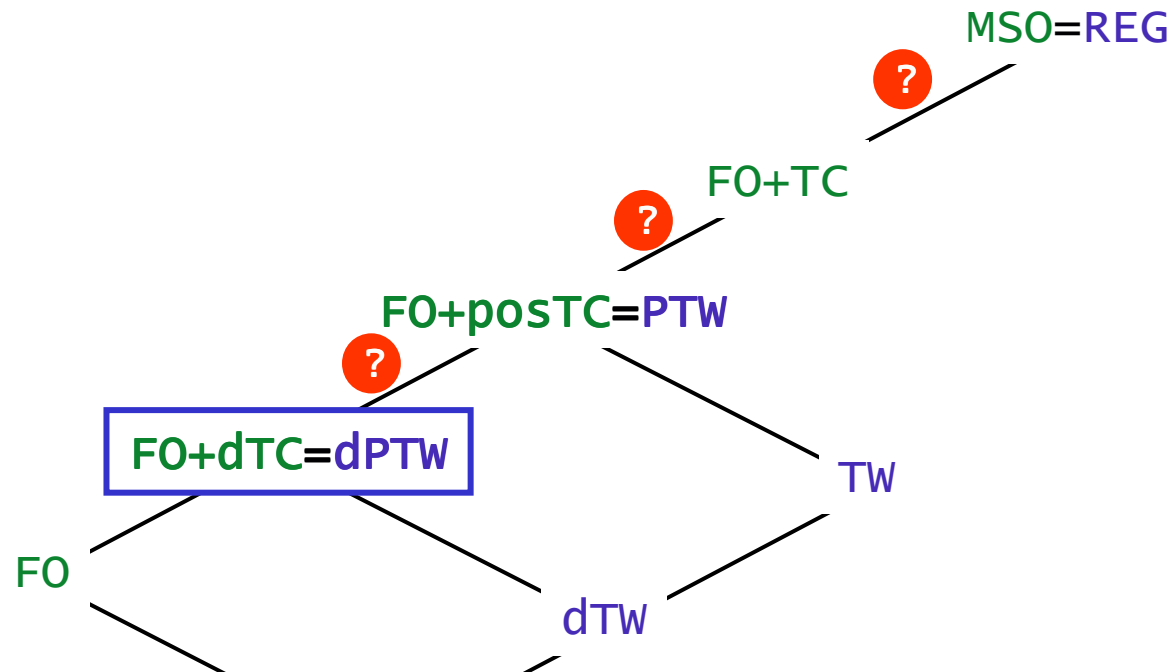 MSO=REG
?
FO+TC
?
FO+posTC=PTW
?
FO+dTC=dPTW
TW
FO
dTW